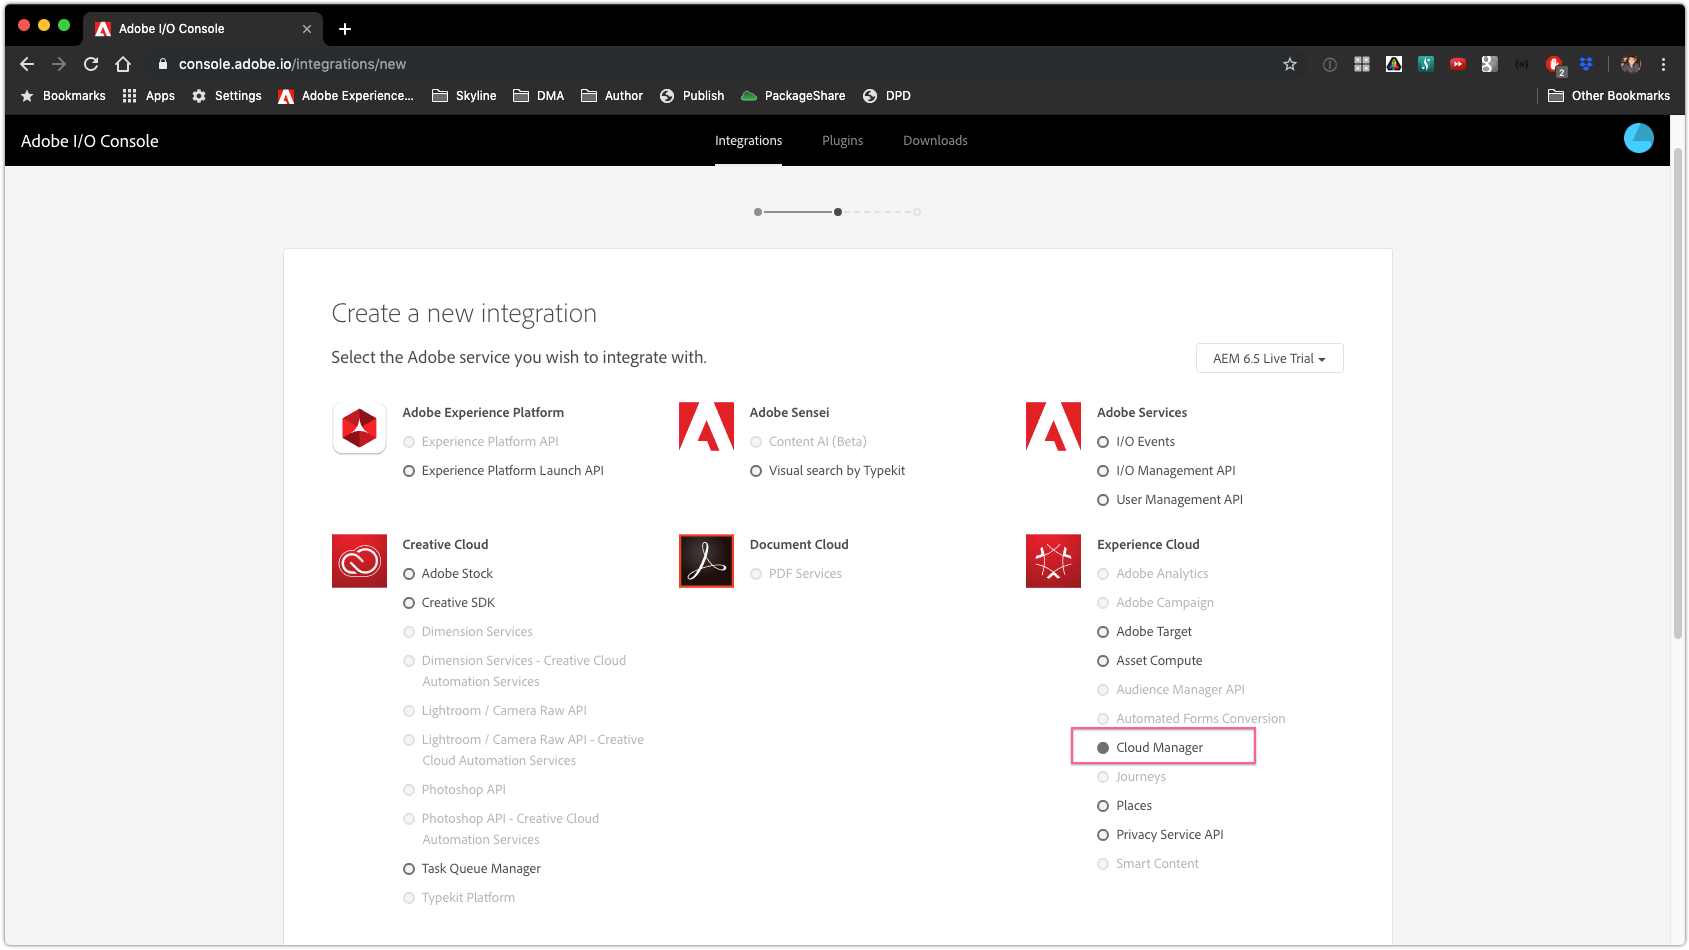 Adobe I/O Console
console.adobe.io/integrations/new
2
Bookmarks
Apps
Settings
Adobe Experience...
Skyline
DMA
Author
Publish
PackageShare
DPD
Other Bookmarks
Adobe I/O Console
Integrations
Plugins
Downloads
Create a new integration
Select the Adobe service you wish to integrate with.
AEM 6.5 Live Trial
Adobe Experience Platform
Experience Platform API
Experience Platform Launch API
Adobe Sensei
Content AI (Beta)
Visual search by Typekit
Adobe Services
I/O Events
I/O Management API
User Management API
Creative Cloud
Adobe Stock
Creative SDK
Dimension Services
Dimension Services - Creative Cloud
Automation Services
Lightroom / Camera Raw API
Lightroom / Camera Raw API - Creative
Cloud Automation Services
Photoshop API
Photoshop API - Creative Cloud
Automation Services
Task Queue Manager
Typekit Platform
Document Cloud
PDF Services
Experience Cloud
Adobe Analytics
Adobe Campaign
Adobe Target
Asset Compute
Audience Manager API
Automated Forms Conversion
Cloud Manager
Journeys
Places
Privacy Service API
Smart Content